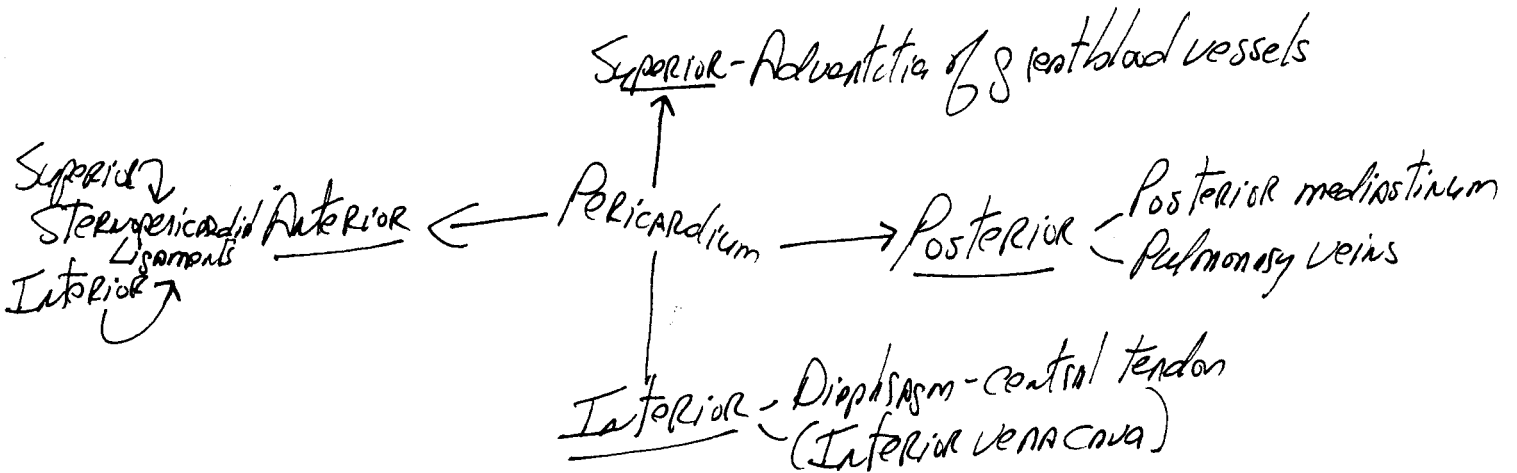 Superior - Adventitia of great blood vessels
Superior
Sternopericardial
Ligaments
Inferior
Anterior
Pericardium
Posterior
Posterior mediastinum
Pulmonary veins
Inferior - Diaphragm - central tendon
(Inferior vena cava)